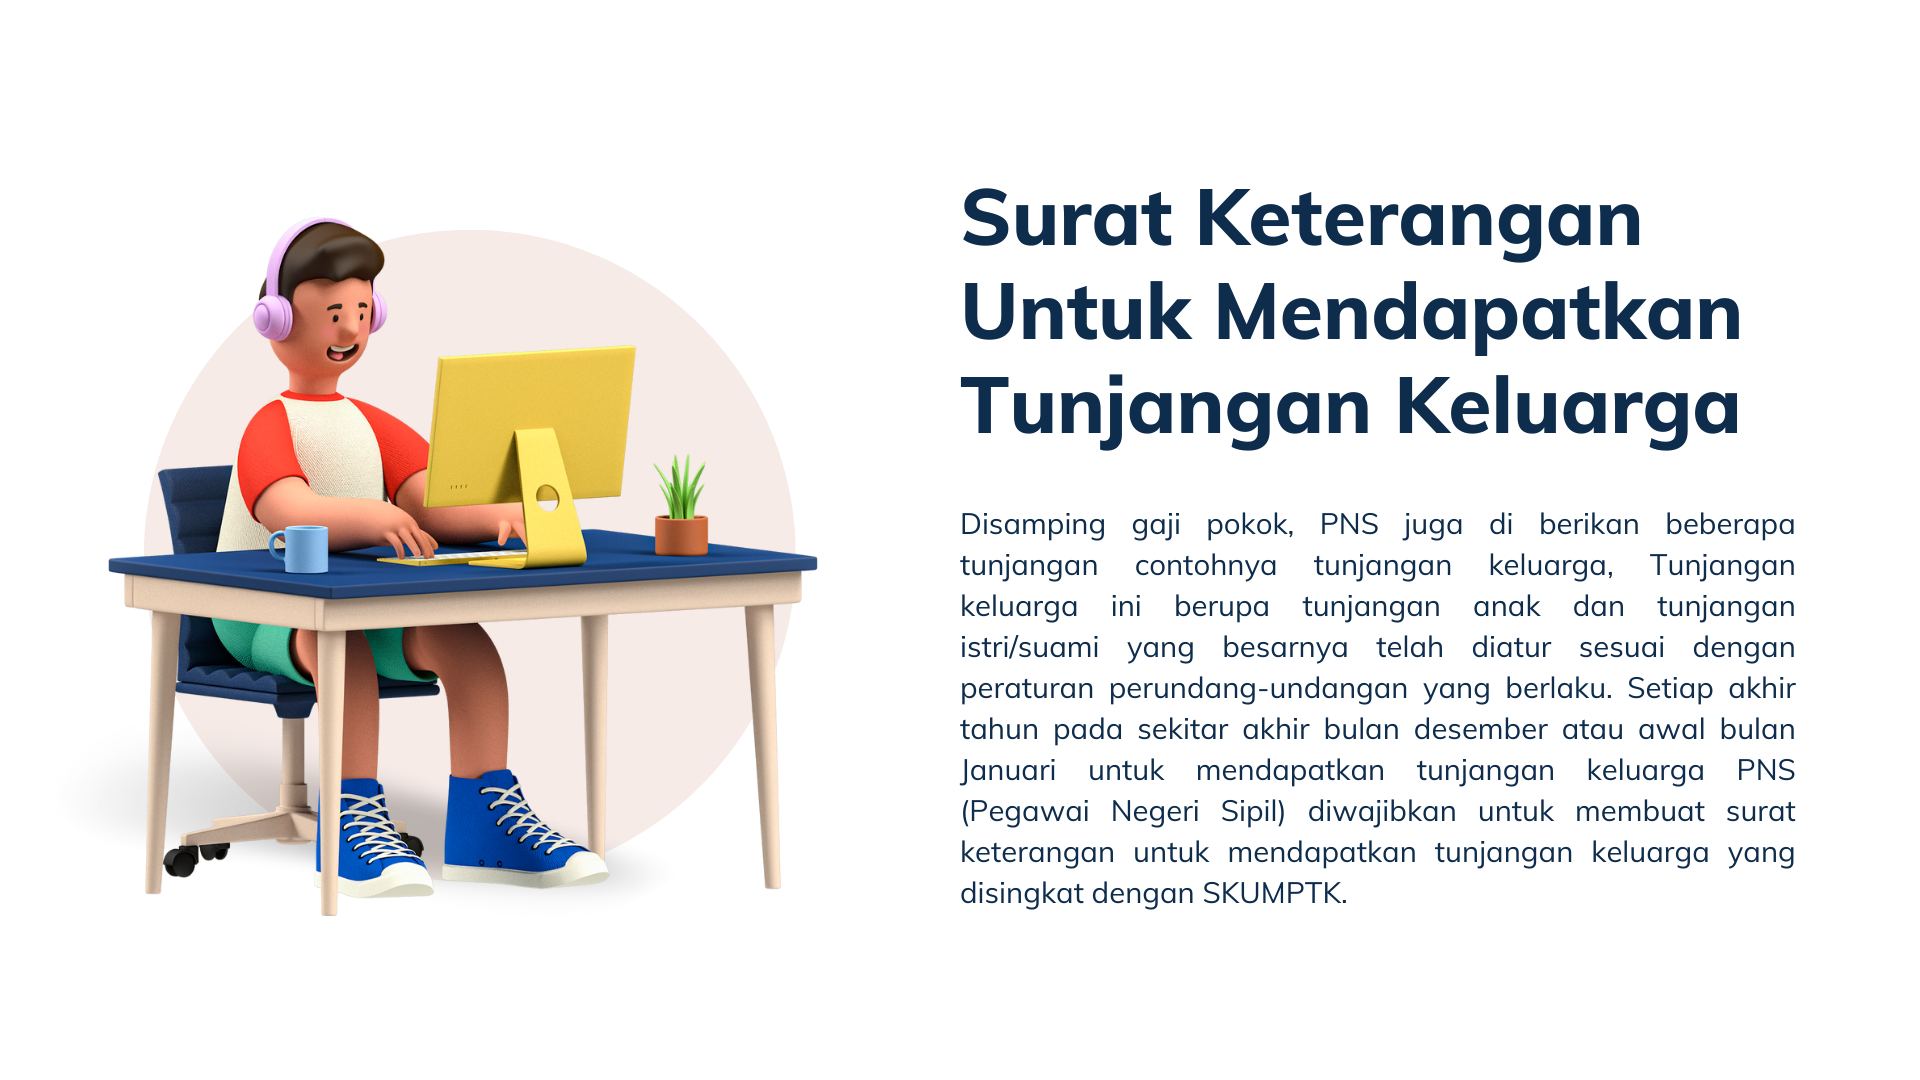 Surat Keterangan
Untuk Mendapatkan
Tunjangan Keluarga
Disamping gaji pokok, PNS juga di berikan beberapa
tunjangan contohnya tunjangan keluarga, Tunjangan
keluarga ini berupa tunjangan anak dan tunjangan
istri/suami yang besarnya telah diatur sesuai dengan
peraturan perundang-undangan yang berlaku. Setiap akhir
tahun pada sekitar akhir bulan desember atau awal bulan
Januari untuk mendapatkan tunjangan keluarga PNS
(Pegawai Negeri Sipil) diwajibkan untuk membuat surat
keterangan untuk mendapatkan tunjangan keluarga yang
disingkat dengan SKUMPTK.